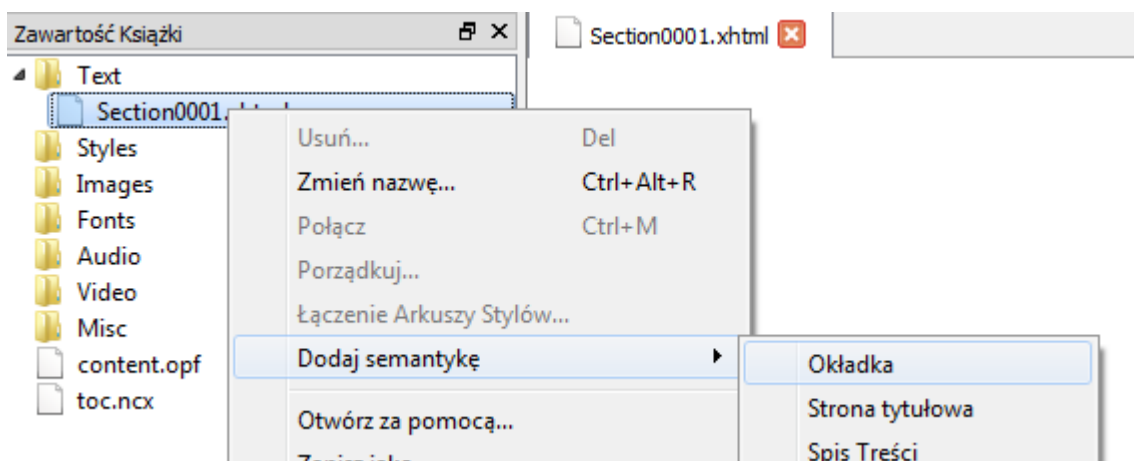 Zawartość Książki
Section0001.xhtml
Text
Section0001.
Styles
Images
Fonts
Audio
Video
Misc
content.opf
toc.ncx
Usuń... Del
Zmień nazwę... Ctrl+Alt+R
Połącz Ctrl+M
Porządkuj...
Łączenie Arkuszy Stylów...
Dodaj semantykę
Otwórz za pomocą...
Okładka
Strona tytułowa
Spis Treści